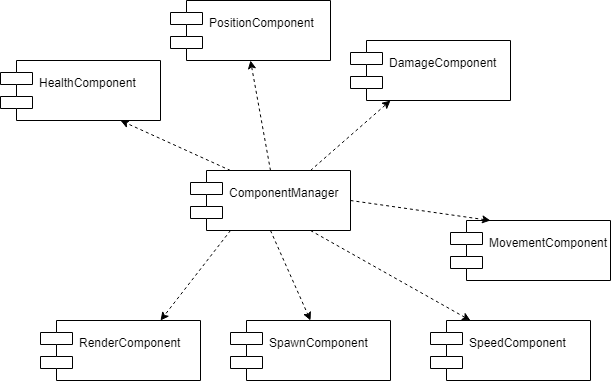 PositionComponent
DamageComponent
HealthComponent
ComponentManager
MovementComponent
RenderComponent
SpawnComponent
SpeedComponent